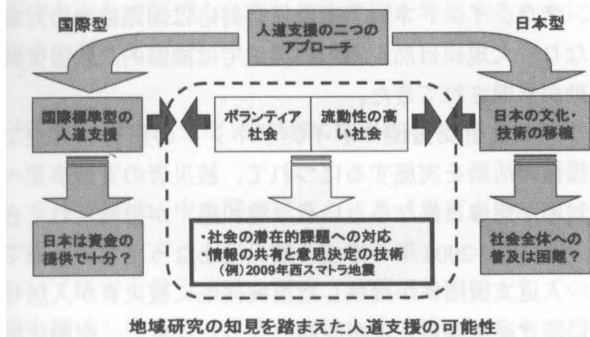 国際型
人道支援の二つの
アプローチ
日本型
国際標準型の
人道支援
ボランティア
社会
流動性の高
い社会
日本の文化・
技術の移植
日本は資金の
提供で十分?
・社会の潜在的課題への対応
・情報の共有と意思決定の技術
(例)2009年西スマトラ地震
社会全体への
普及は困難?
地域研究の知見を踏まえた人道支援の可能性